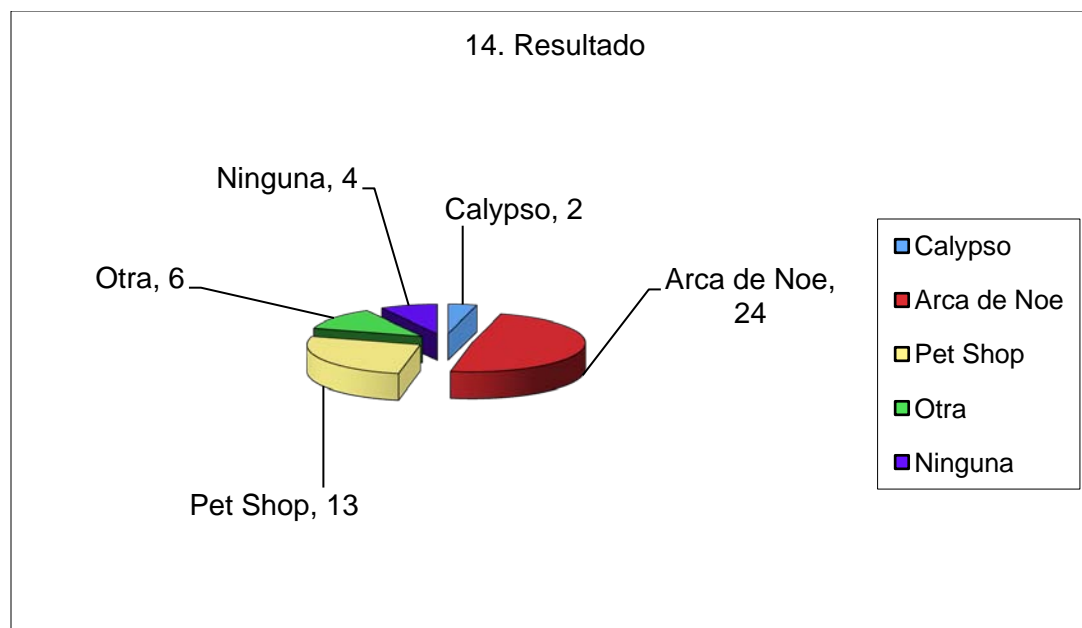 14. Resultado
Ninguna, 4
Calypso, 2
Otra, 6
Arca de Noe,
24
Pet Shop, 13
Calypso
Arca de Noe
Pet Shop
Otra
Ninguna